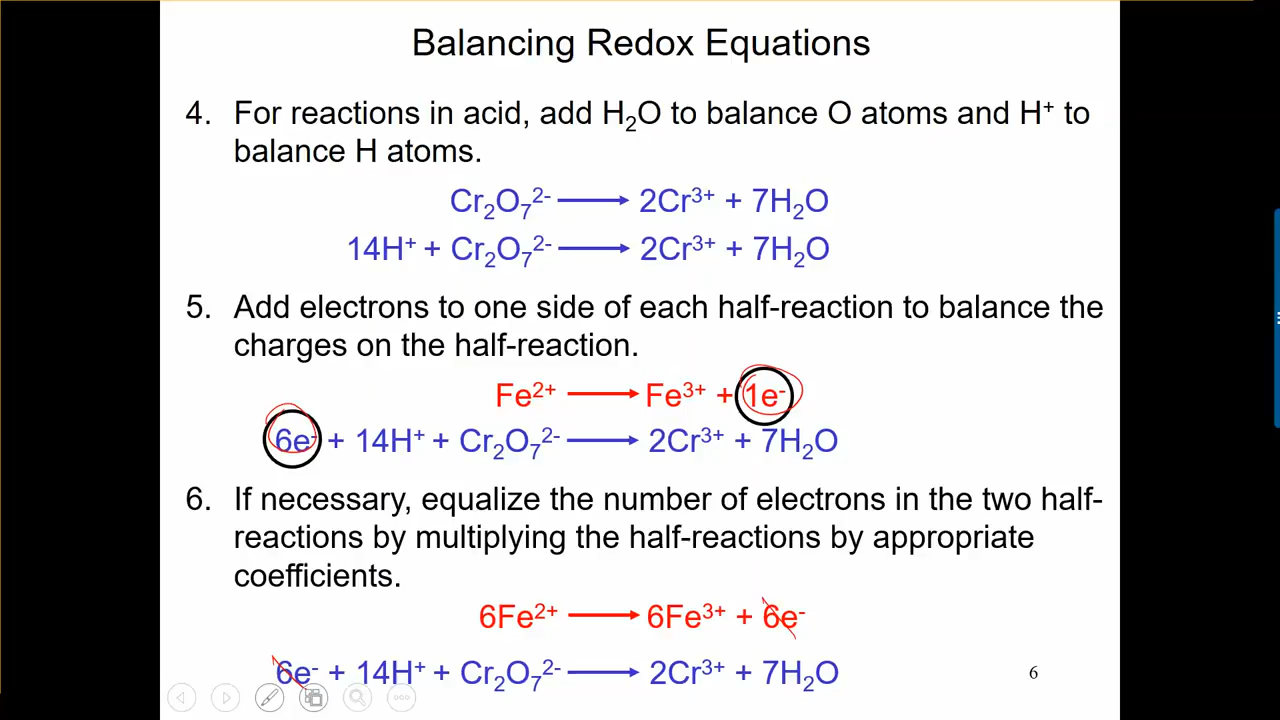 Balancing Redox Equations
4. For reactions in acid, add H₂O to balance O atoms and H⁺ to
balance H atoms.
Cr₂O₇²⁻ ⟶ 2Cr³⁺ + 7H₂O
14H⁺ + Cr₂O₇²⁻ ⟶ 2Cr³⁺ + 7H₂O
5. Add electrons to one side of each half-reaction to balance the
charges on the half-reaction.
Fe²⁺ ⟶ Fe³⁺ + 1e⁻
6e⁻ + 14H⁺ + Cr₂O₇²⁻ ⟶ 2Cr³⁺ + 7H₂O
6. If necessary, equalize the number of electrons in the two half-
reactions by multiplying the half-reactions by appropriate
coefficients.
6Fe²⁺ ⟶ 6Fe³⁺ + 6e⁻
6e⁻ + 14H⁺ + Cr₂O₇²⁻ ⟶ 2Cr³⁺ + 7H₂O
6